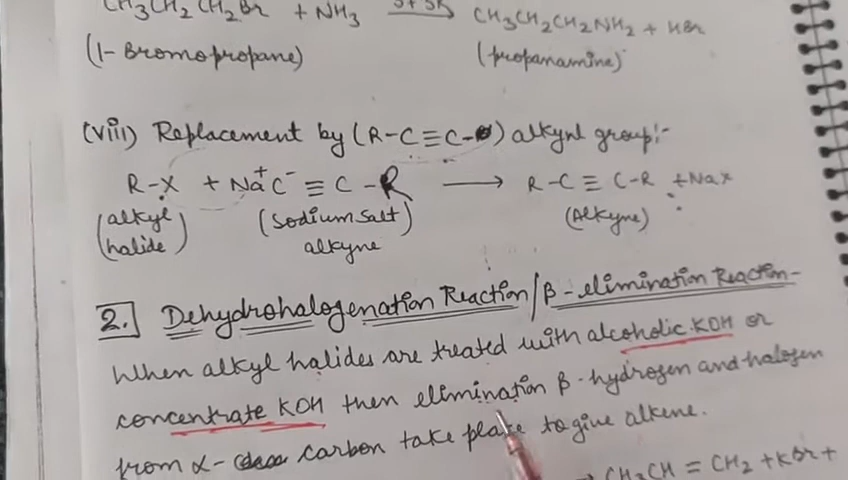 CH3CH2CH2Br + NH3 ⟶ CH3CH2CH2NH2 + HBr
(1-Bromopropane) (propanamine)
(viii) Replacement by (R-C≡C-) alkynl group:-
R-X + Na⁺C⁻≡C-R ⟶ R-C≡C-R + Nax
(alkyl halide) (Sodium salt) alkyne (Alkyne)
2. Dehydrohalogenation Reaction/β-elimination Reaction-
When alkyl halides are treated with alcoholic KOH or
concentrate KOH then elimination β-hydrogen and halogen
from α- carbon take place to give alkene.
CH3CH=CH2+KBr+